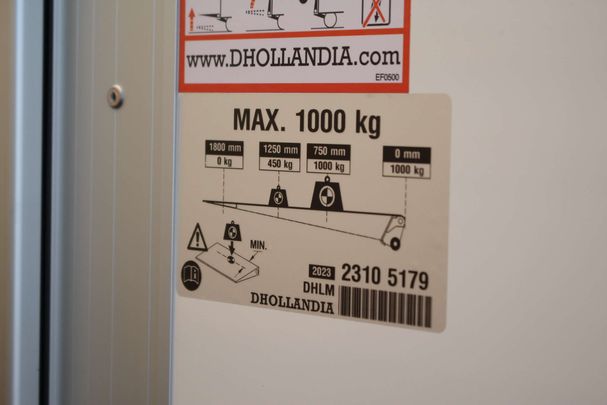 www.DHOLLANDIA.com
EF0500
MAX. 1000 kg
1800 mm 1250 mm 750 mm 0 mm
0 kg 450 kg 1000 kg 1000 kg
MIN.
2023 2310 5179
DHLM
DHOLLANDIA